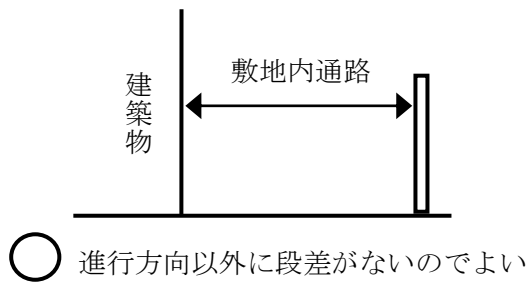 敷地内通路
建築物
○ 進行方向以外に段差がないのでよい